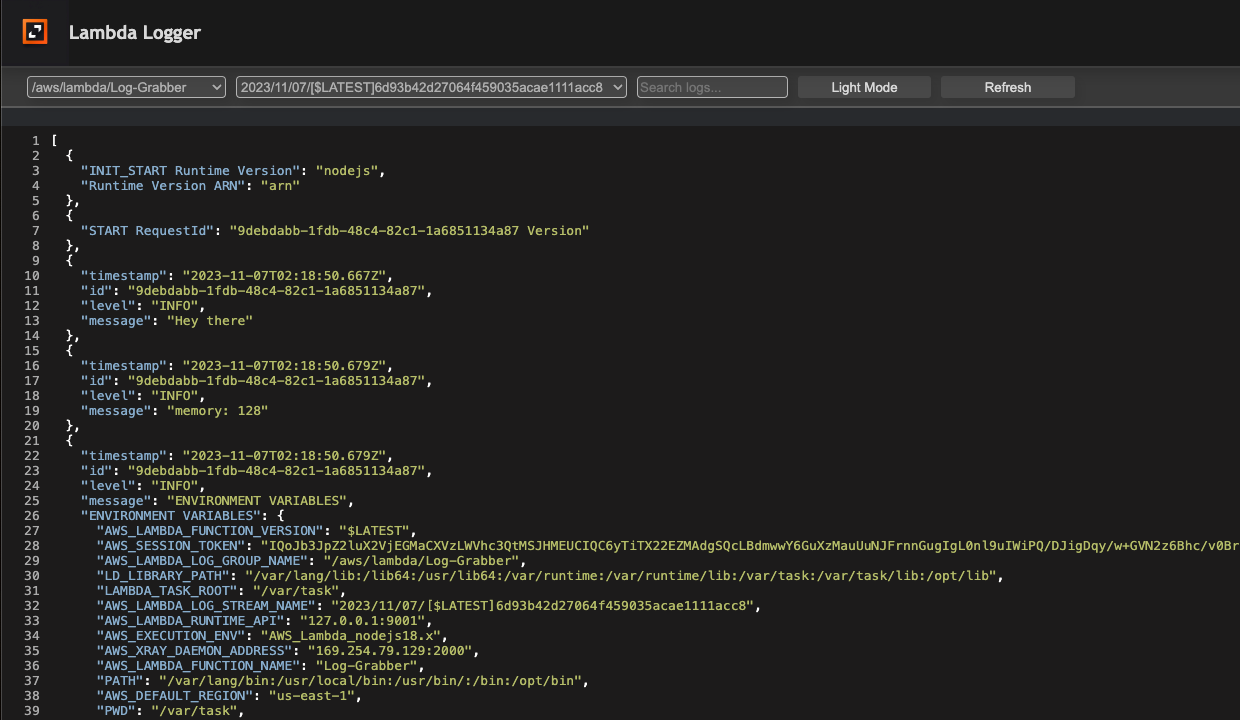 Lambda Logger
/aws/lambda/Log-Grabber 2023/11/07/[$LATEST]6d93b42d27064f459035acae1111acc8 Search logs... Light Mode Refresh
1 [
2 {
3 "INIT_START Runtime Version": "nodejs",
4 "Runtime Version ARN": "arn"
5 },
6 {
7 "START RequestId": "9debdabb-1fdb-48c4-82c1-1a6851134a87 Version"
8 },
9 {
10 "timestamp": "2023-11-07T02:18:50.667Z",
11 "id": "9debdabb-1fdb-48c4-82c1-1a6851134a87",
12 "level": "INFO",
13 "message": "Hey there"
14 },
15 {
16 "timestamp": "2023-11-07T02:18:50.679Z",
17 "id": "9debdabb-1fdb-48c4-82c1-1a6851134a87",
18 "level": "INFO",
19 "message": "memory: 128"
20 },
21 {
22 "timestamp": "2023-11-07T02:18:50.679Z",
23 "id": "9debdabb-1fdb-48c4-82c1-1a6851134a87",
24 "level": "INFO",
25 "message": "ENVIRONMENT VARIABLES",
26 "ENVIRONMENT VARIABLES": {
27 "AWS_LAMBDA_FUNCTION_VERSION": "$LATEST",
28 "AWS_SESSION_TOKEN": "IQoJb3JpZ2luX2VjEGMaCXVzLWVhc3QtMSJHMEUCIQC6yTiTX22EZMAdgSQcLBdmwwY6GuXzMauUuNJFrnnGugIgL0nl9uIWiPQ/DJigDqy/w+GVN2z6Bhc/v0Br
29 "AWS_LAMBDA_LOG_GROUP_NAME": "/aws/lambda/Log-Grabber",
30 "LD_LIBRARY_PATH": "/var/lang/lib:/lib64:/usr/lib64:/var/runtime:/var/runtime/lib:/var/task:/var/task/lib:/opt/lib",
31 "LAMBDA_TASK_ROOT": "/var/task",
32 "AWS_LAMBDA_LOG_STREAM_NAME": "2023/11/07/[$LATEST]6d93b42d27064f459035acae1111acc8",
33 "AWS_LAMBDA_RUNTIME_API": "127.0.0.1:9001",
34 "AWS_EXECUTION_ENV": "AWS_Lambda_nodejs18.x",
35 "AWS_XRAY_DAEMON_ADDRESS": "169.254.79.129:2000",
36 "AWS_LAMBDA_FUNCTION_NAME": "Log-Grabber",
37 "PATH": "/var/lang/bin:/usr/local/bin:/usr/bin/:/bin:/opt/bin",
38 "AWS_DEFAULT_REGION": "us-east-1",
39 "PWD": "/var/task",